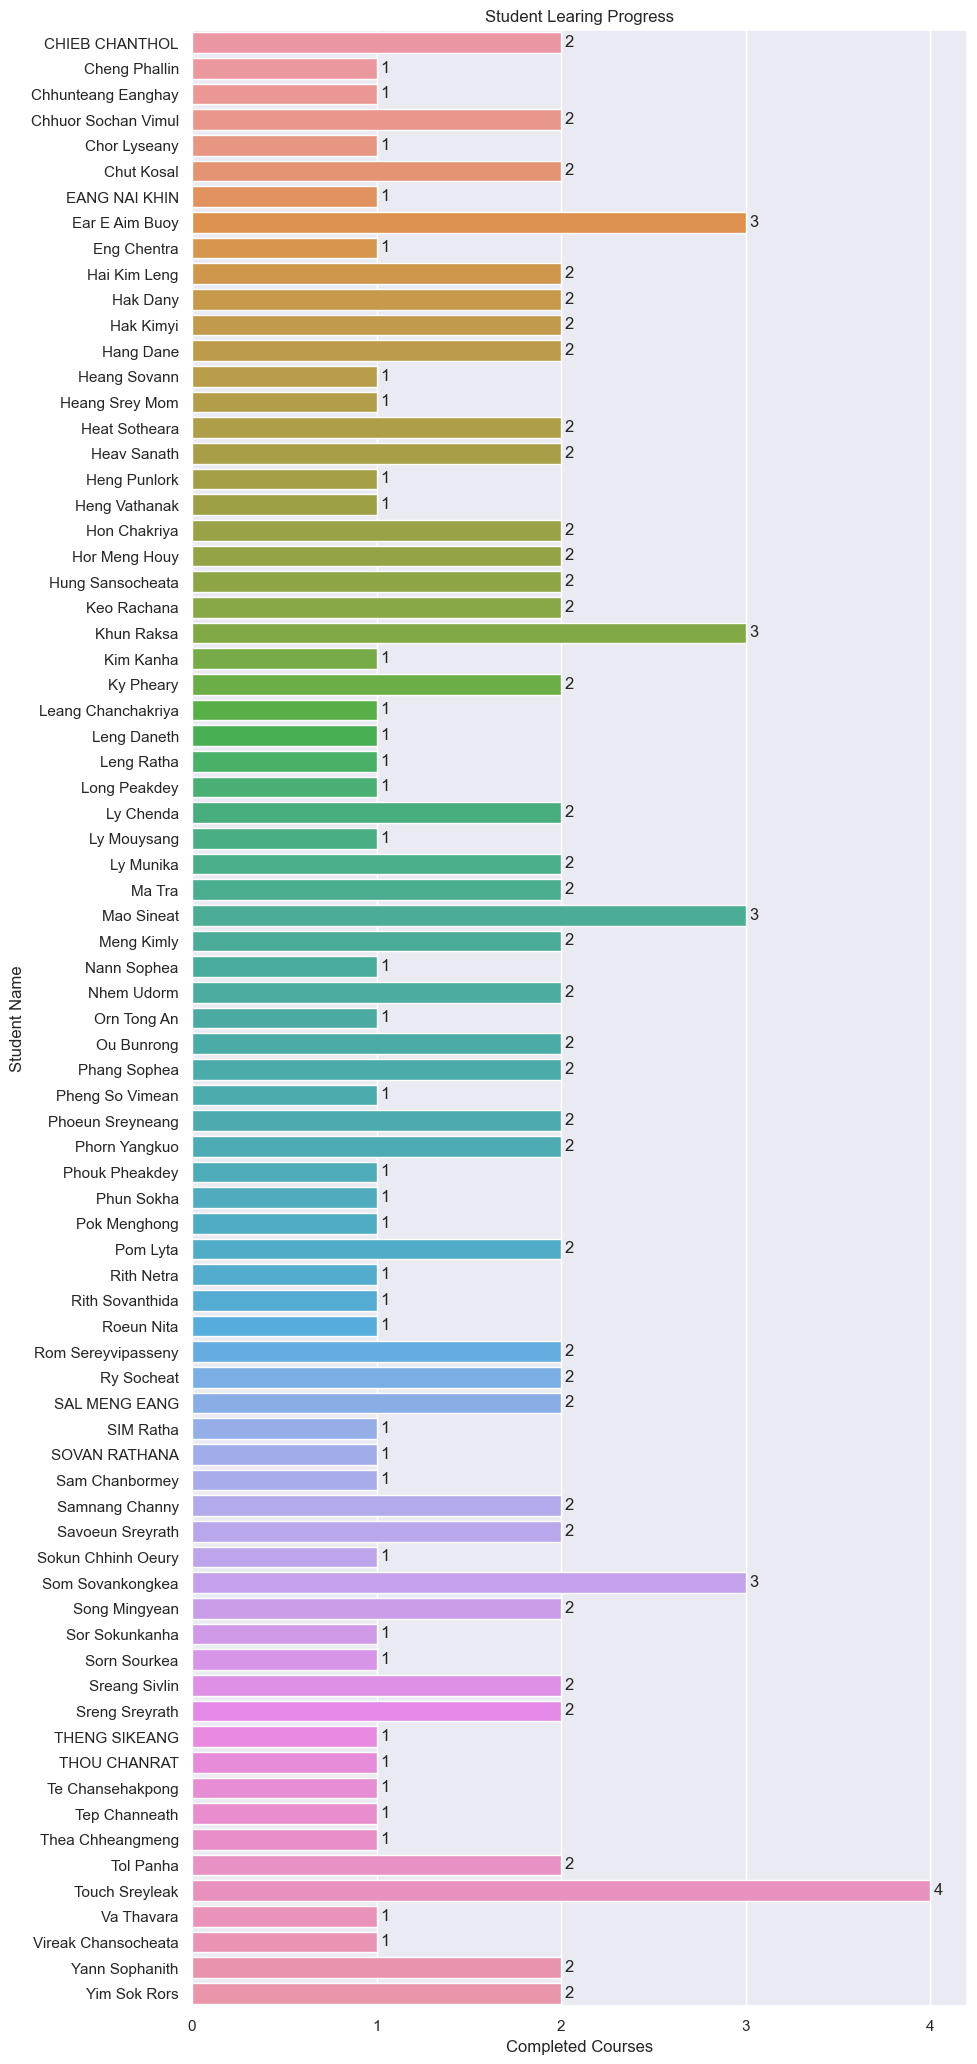 Student Learing Progress
CHIEB CHANTHOL 2
Cheng Phallin 1
Chhunteang Eanghay 1
Chhuor Sochan Vimul 2
Chor Lyseany 1
Chut Kosal 2
EANG NAI KHIN 1
Ear E Aim Buoy 3
Eng Chentra 1
Hai Kim Leng 2
Hak Dany 2
Hak Kimyi 2
Hang Dane 2
Heang Sovann 1
Heang Srey Mom 1
Heat Sotheara 2
Heav Sanath 2
Heng Punlork 1
Heng Vathanak 1
Hon Chakriya 2
Hor Meng Houy 2
Hung Sansocheata 2
Keo Rachana 2
Khun Raksa 3
Kim Kanha 1
Ky Pheary 2
Leang Chanchakriya 1
Leng Daneth 1
Leng Ratha 1
Long Peakdey 1
Ly Chenda 2
Ly Mouysang 1
Ly Munika 2
Ma Tra 2
Mao Sineat 3
Meng Kimly 2
Nann Sophea 1
Nhem Udorm 2
Orn Tong An 1
Ou Bunrong 2
Phang Sophea 2
Pheng So Vimean 1
Phoeun Sreyneang 2
Phorn Yangkuo 2
Phouk Pheakdey 1
Phun Sokha 1
Pok Menghong 1
Pom Lyta 2
Rith Netra 1
Rith Sovanthida 1
Roeun Nita 1
Rom Sereyvipasseny 2
Ry Socheat 2
SAL MENG EANG 2
SIM Ratha 1
SOVAN RATHANA 1
Sam Chanbormey 1
Samnang Channy 2
Savoeun Sreyrath 2
Sokun Chhinh Oeury 1
Som Sovankongkea 3
Song Mingyean 2
Sor Sokunkanha 1
Sorn Sourkea 1
Sreang Sivlin 2
Sreng Sreyrath 2
THENG SIKEANG 1
THOU CHANRAT 1
Te Chansehakpong 1
Tep Channeath 1
Thea Chheangmeng 1
Tol Panha 2
Touch Sreyleak 4
Va Thavara 1
Vireak Chansocheata 1
Yann Sophanith 2
Yim Sok Rors 2
Student Name
0 1 2 3 4
Completed Courses